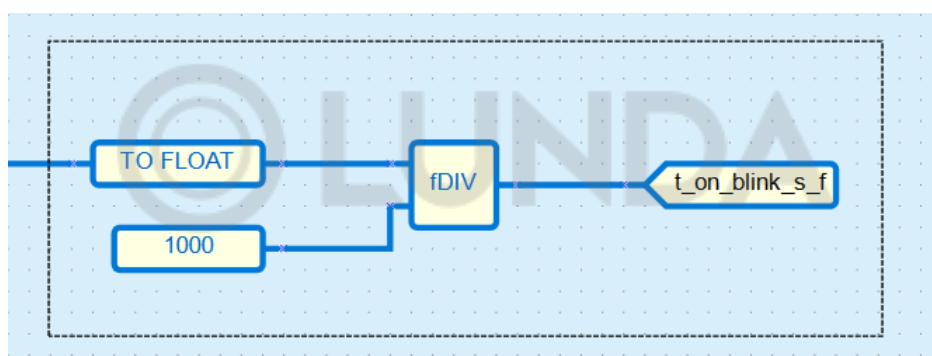 LUNDA
TO FLOAT
fDIV
t_on_blink_s_f
1000